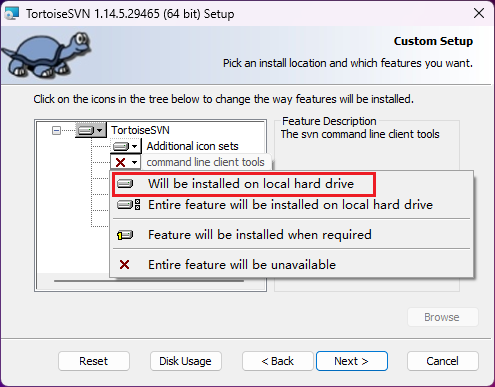 TortoiseSVN 1.14.5.29465 (64 bit) Setup
Custom Setup
Pick an install location and which features you want.
Click on the icons in the tree below to change the way features will be installed.
TortoiseSVN
Additional icon sets
command line client tools
Feature Description
The svn command line client tools
Will be installed on local hard drive
Entire feature will be installed on local hard drive
Feature will be installed when required
Entire feature will be unavailable
Browse
Reset
Disk Usage
< Back
Next >
Cancel